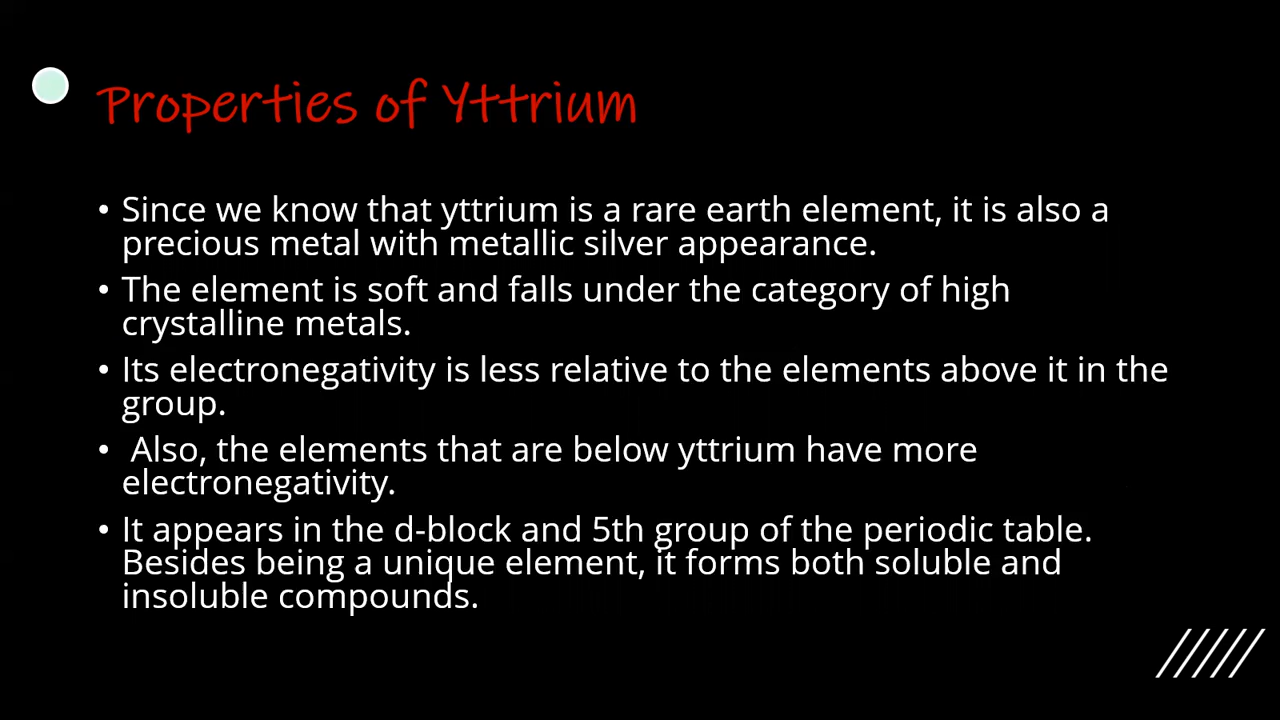 Properties of Yttrium
• Since we know that yttrium is a rare earth element, it is also a
precious metal with metallic silver appearance.
• The element is soft and falls under the category of high
crystalline metals.
• Its electronegativity is less relative to the elements above it in the
group.
• Also, the elements that are below yttrium have more
electronegativity.
• It appears in the d-block and 5th group of the periodic table.
Besides being a unique element, it forms both soluble and
insoluble compounds.